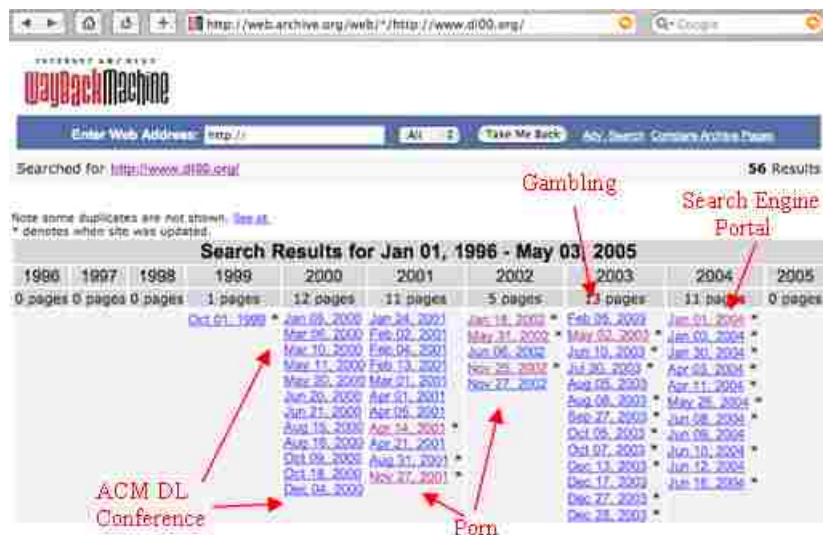 http://web.archive.org/web/*/http://www.dl00.org/
Google
INTERNET ARCHIVE
WayBackMachine
Enter Web Address: http:// All Take Me Back Adv. Search Compare Archive Pages
Searched for http://www.dl00.org/ 56 Results
Gambling
Search Engine
Portal
Note some duplicates are not shown. See all.
* denotes when site was updated.
Search Results for Jan 01, 1996 - May 03, 2005
1996 1997 1998 1999 2000 2001 2002 2003 2004 2005
0 pages 0 pages 0 pages 1 pages 12 pages 11 pages 5 pages 13 pages 11 pages 0 pages
Oct 01, 1999 * Jan 09, 2000 Jan 24, 2001 Jan 18, 2002 * Feb 05, 2003 Jan 01, 2004 *
Mar 06, 2000 Feb 02, 2001 May 31, 2002 * May 02, 2003 * Jan 03, 2004 *
Mar 10, 2000 Feb 04, 2001 Jun 06, 2002 Jun 10, 2003 * Jan 30, 2004 *
May 11, 2000 Feb 13, 2001 Nov 25, 2002 * Jul 30, 2003 * Apr 03, 2004 *
May 20, 2000 Mar 01, 2001 Nov 27, 2002 Aug 05, 2003 Apr 11, 2004 *
Jun 20, 2000 Apr 01, 2001 Aug 08, 2003 * May 26, 2004 *
Jun 21, 2000 Apr 05, 2001 Sep 27, 2003 * Jun 08, 2004 *
Aug 15, 2000 Apr 14, 2001 * Oct 05, 2003 * Jun 09, 2004
Aug 18, 2000 Apr 21, 2001 Oct 07, 2003 * Jun 10, 2004 *
Oct 09, 2000 Aug 31, 2001 * Dec 13, 2003 * Jun 12, 2004
Oct 18, 2000 Nov 27, 2001 * Dec 17, 2003 Jun 16, 2004 *
Dec 04, 2000 Dec 27, 2003 *
Dec 28, 2003 *
ACM DL
Conference
Porn